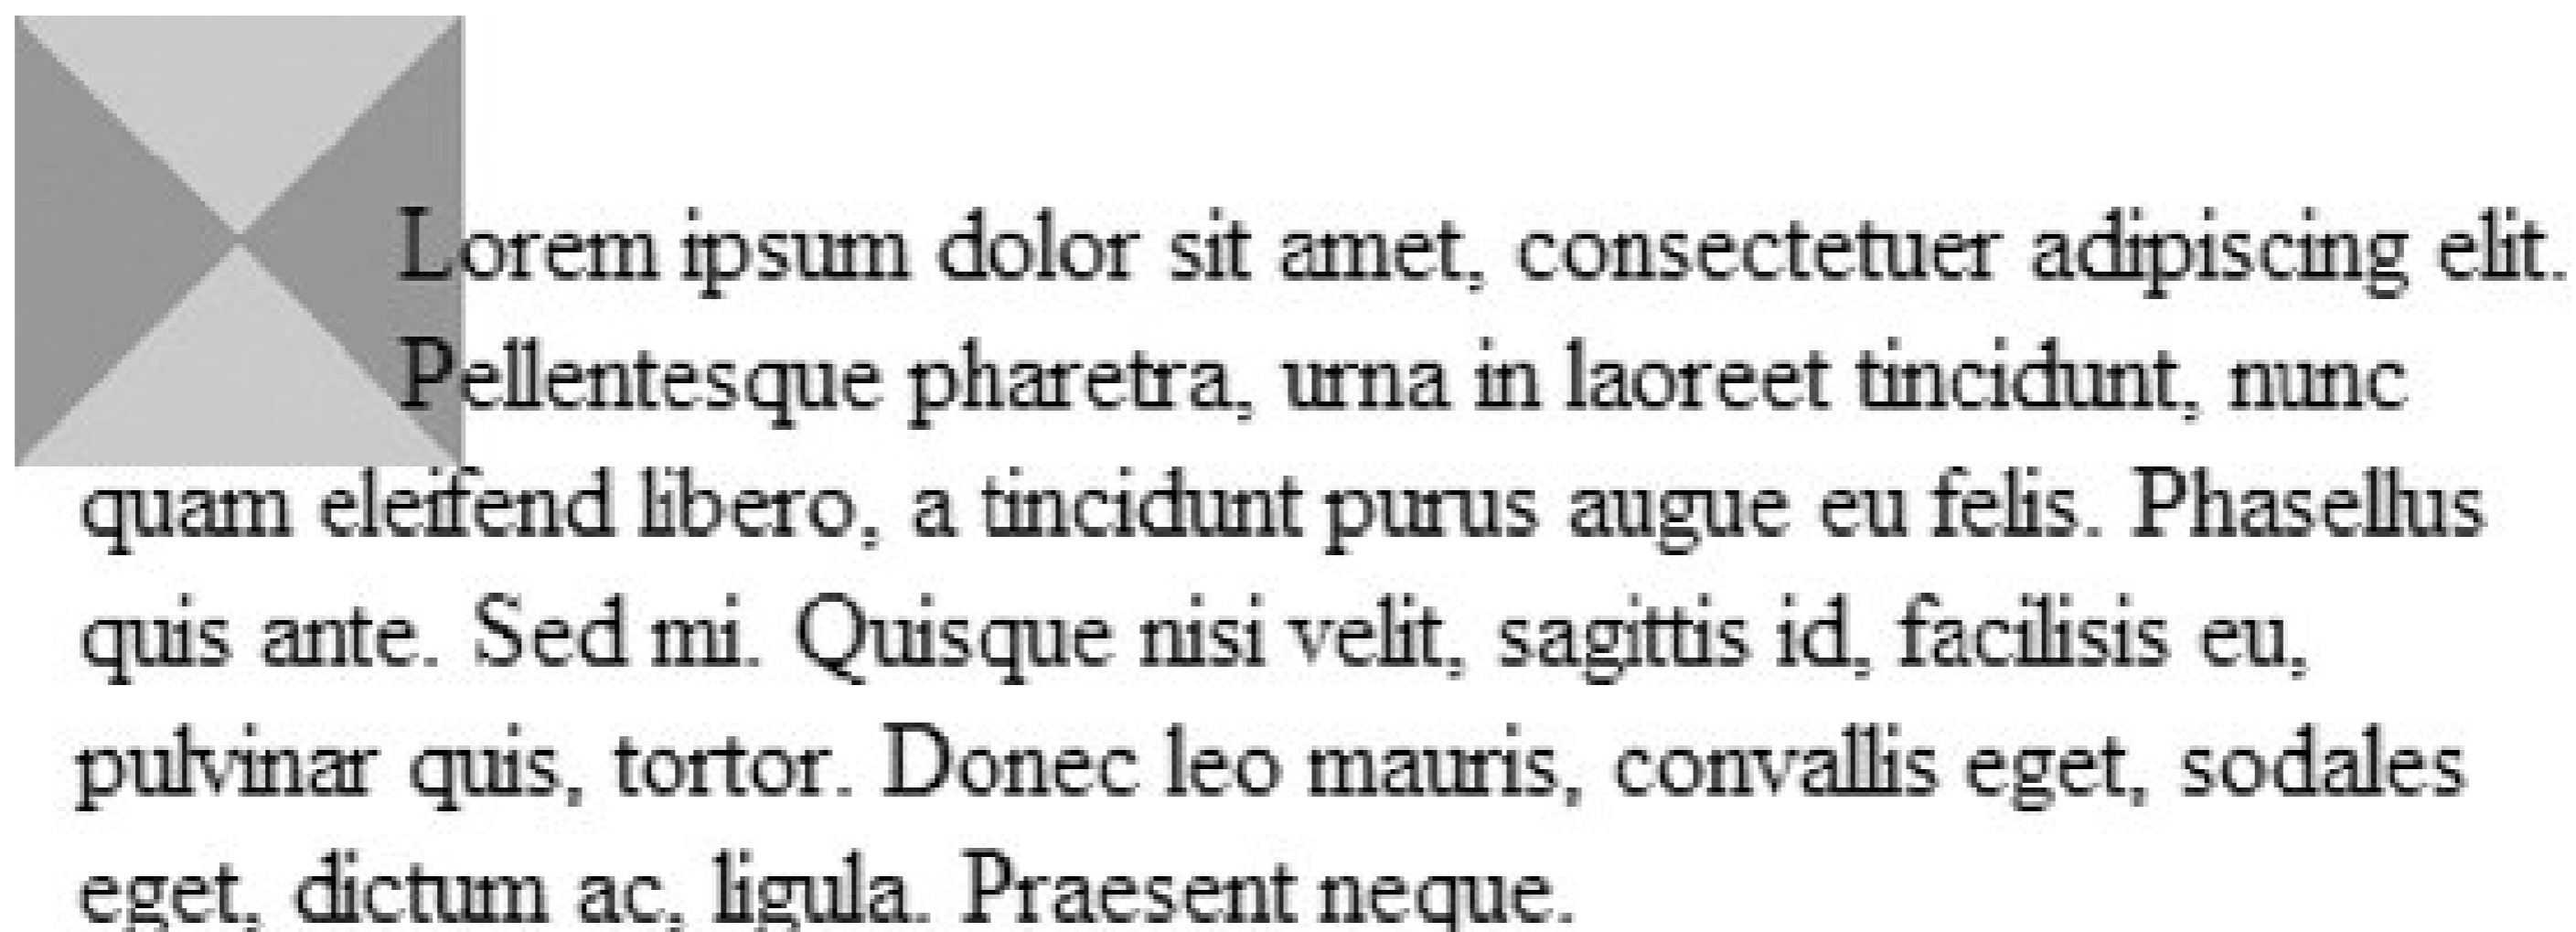 Lorem ipsum dolor sit amet, consectetuer adipiscing elit.
Pellentesque pharetra, urna in laoreet tincidunt, nunc
quam eleifend libero, a tincidunt purus augue eu felis. Phasellus
quis ante. Sed mi. Quisque nisi velit, sagittis id, facilisis eu,
pulvinar quis, tortor. Donec leo mauris, convallis eget, sodales
eget, dictum ac, ligula. Praesent neque.